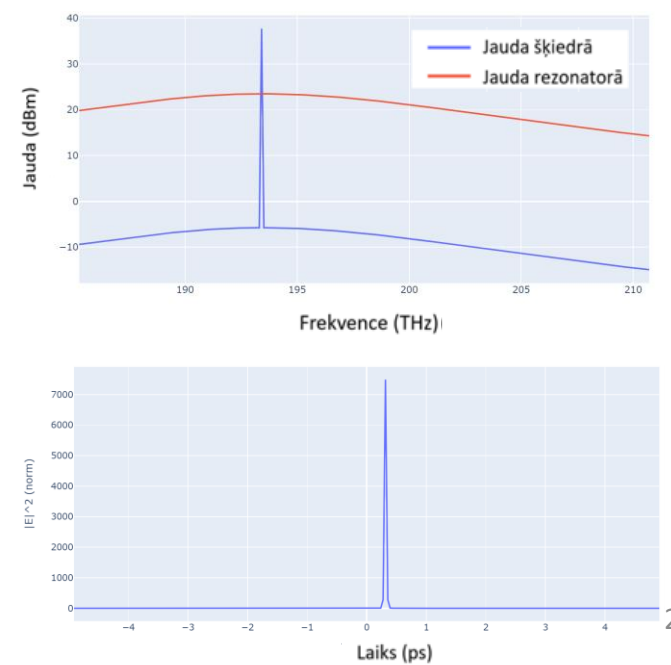 40
30
20
10
0
−10
Jauda (dBm)
Jauda šķiedrā
Jauda rezonatorā
190 195 200 205 210
Frekvence (THz)
7000
6000
5000
4000
3000
2000
1000
0
|E|^2 (norm)
−4 −3 −2 −1 0 1 2 3 4
Laiks (ps)
2